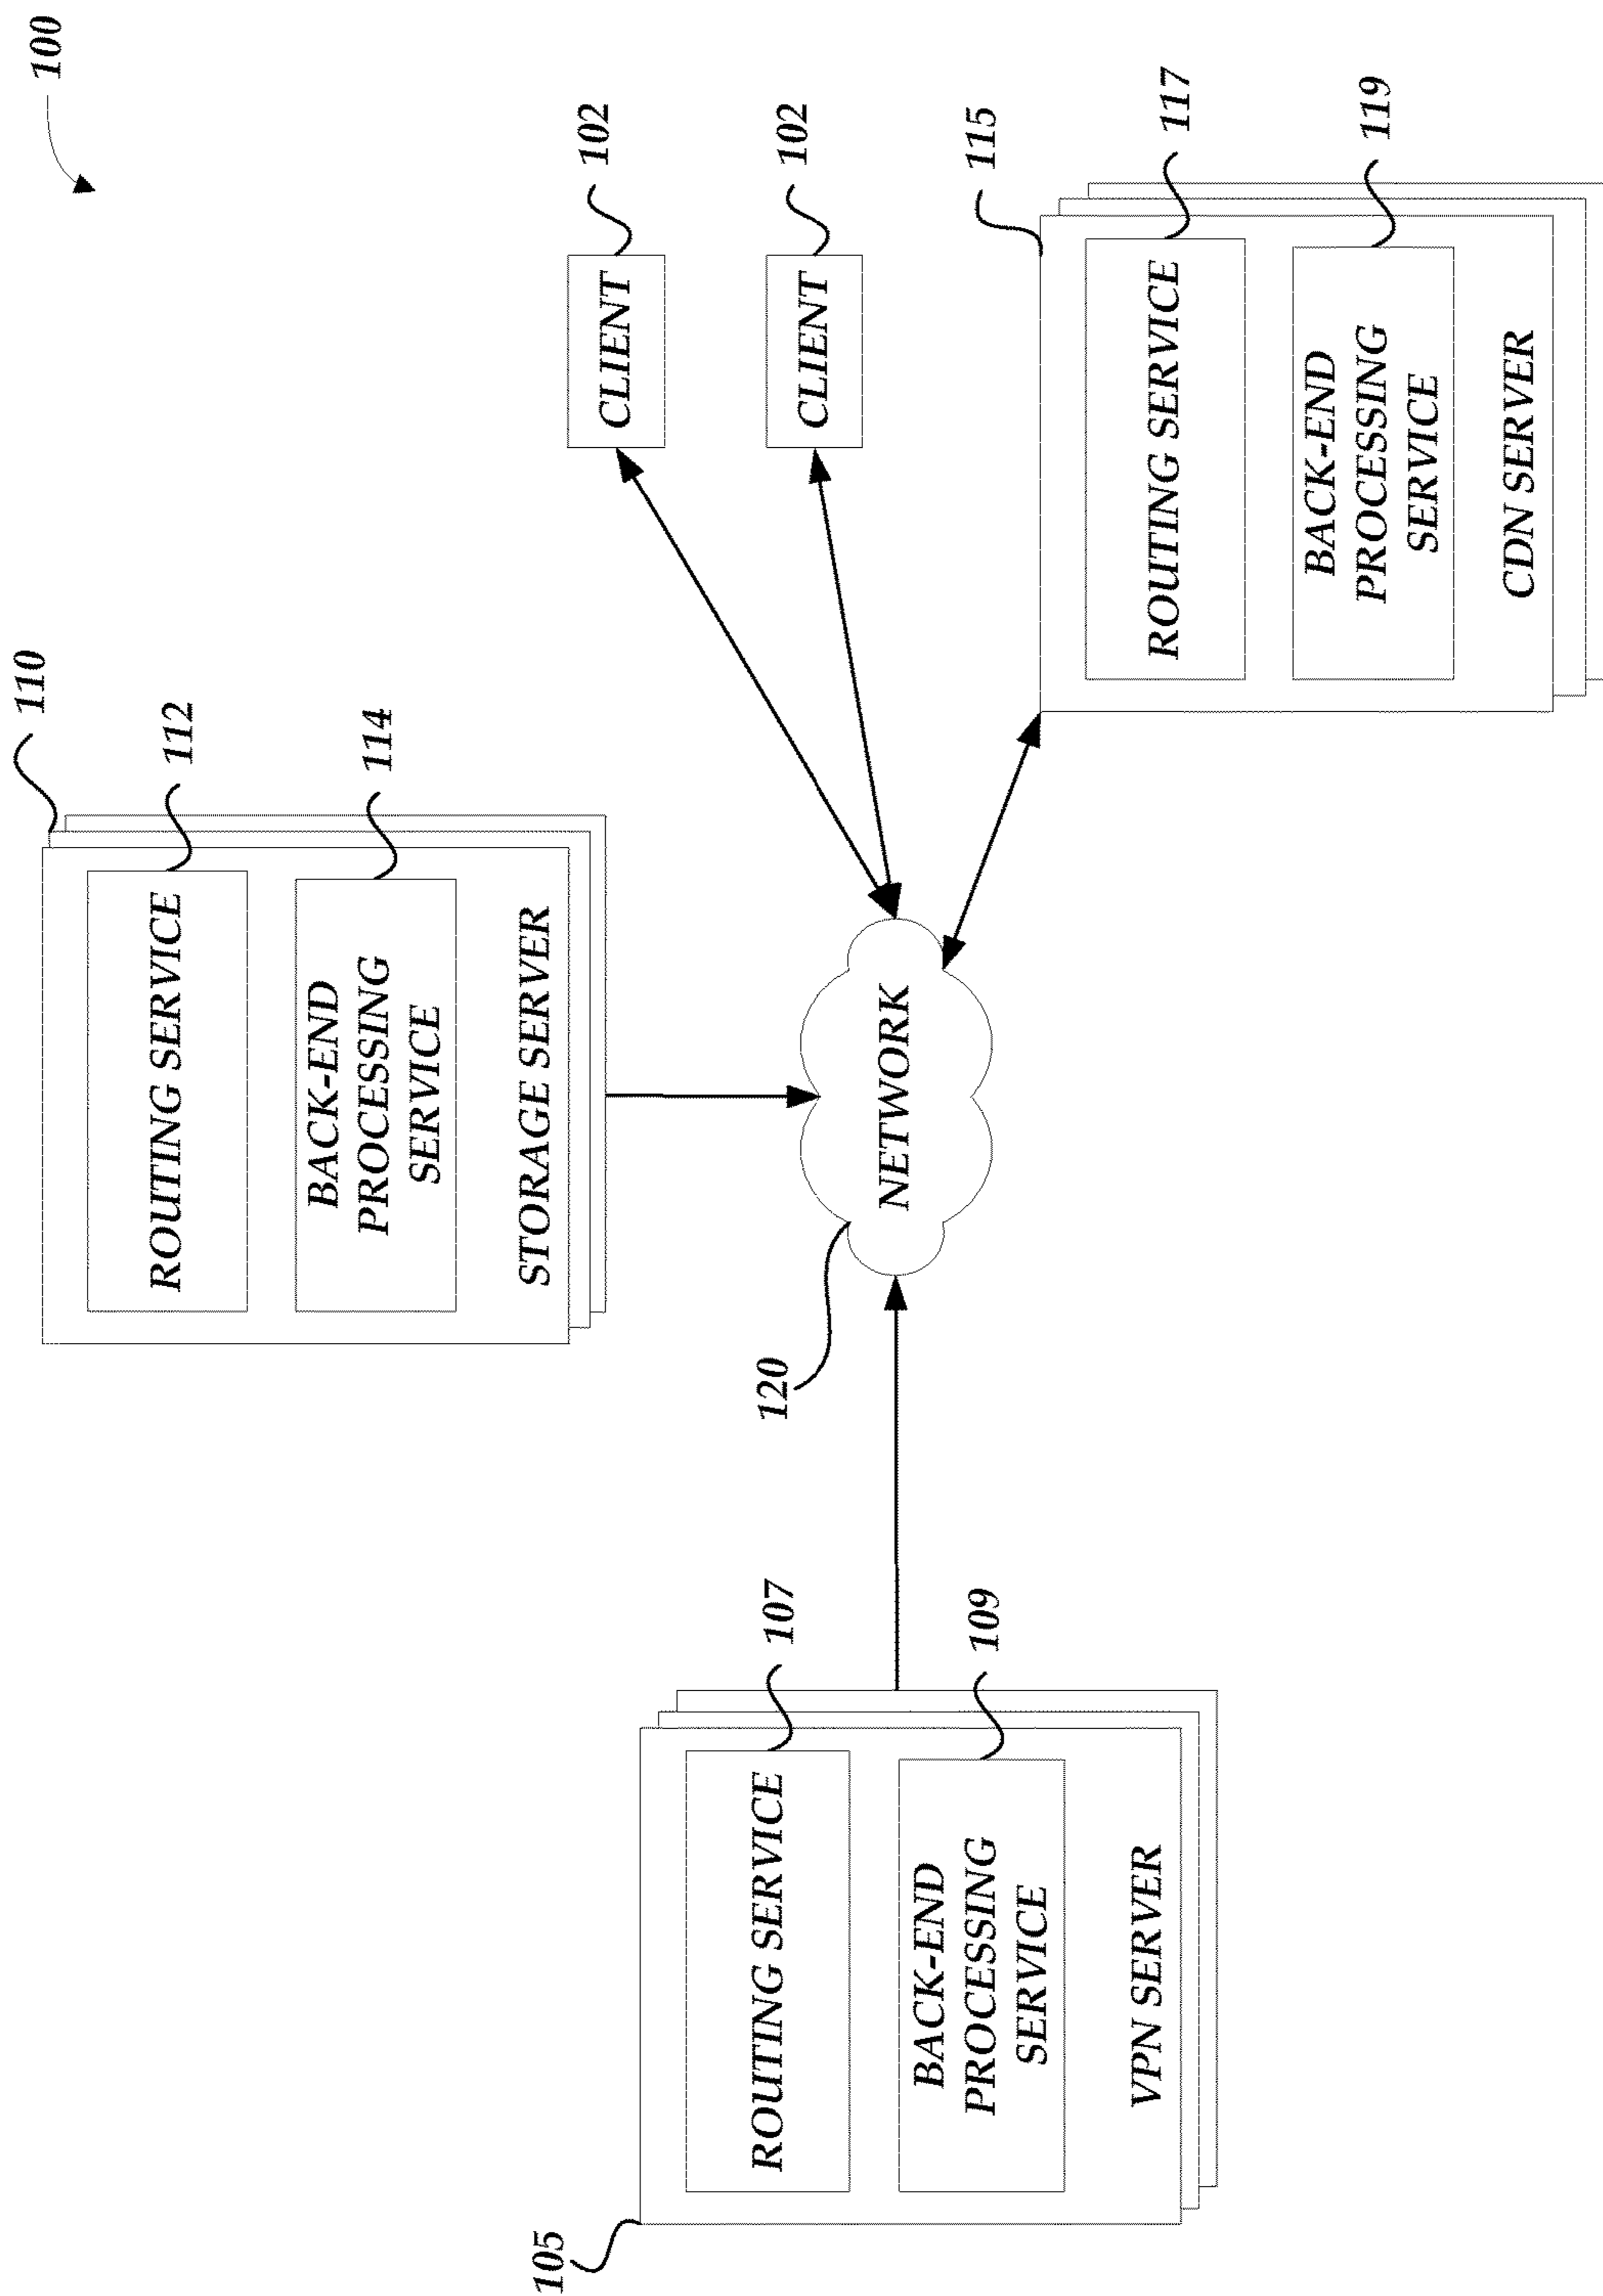 100
110
ROUTING SERVICE
112
BACK-END
PROCESSING
SERVICE
114
STORAGE SERVER
CLIENT
102
CLIENT
102
105
ROUTING SERVICE
107
BACK-END
PROCESSING
SERVICE
109
VPN SERVER
120
NETWORK
115
ROUTING SERVICE
117
BACK-END
PROCESSING
SERVICE
119
CDN SERVER